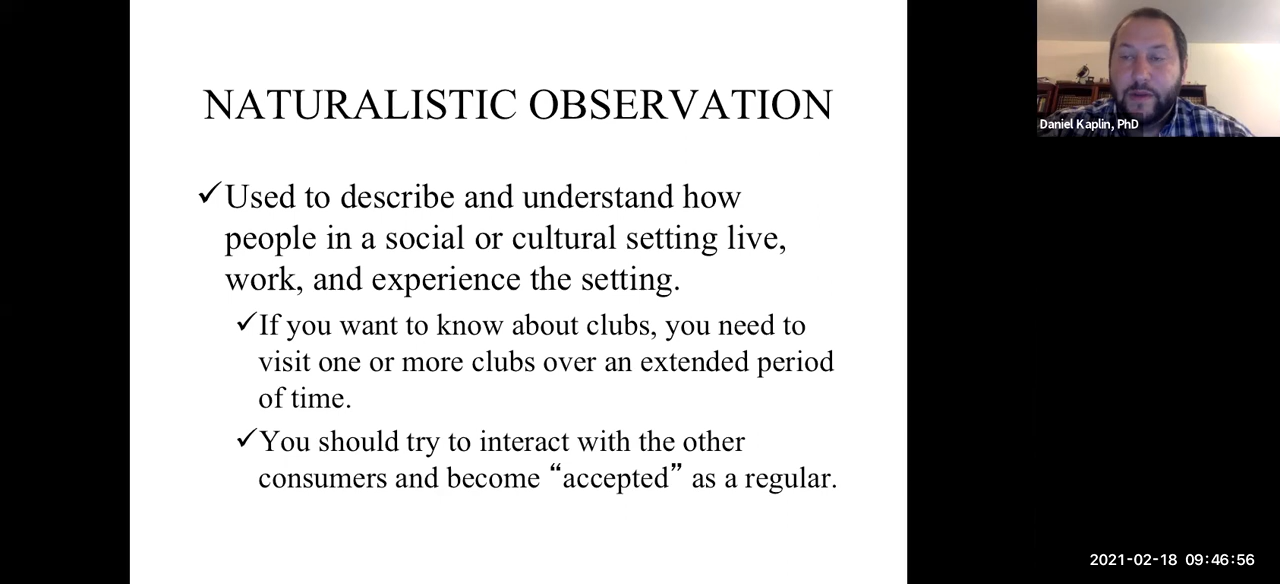 NATURALISTIC OBSERVATION
✓Used to describe and understand how
people in a social or cultural setting live,
work, and experience the setting.
✓If you want to know about clubs, you need to
visit one or more clubs over an extended period
of time.
✓You should try to interact with the other
consumers and become “accepted” as a regular.
Daniel Kaplin, PhD
2021-02-18 09:46:56